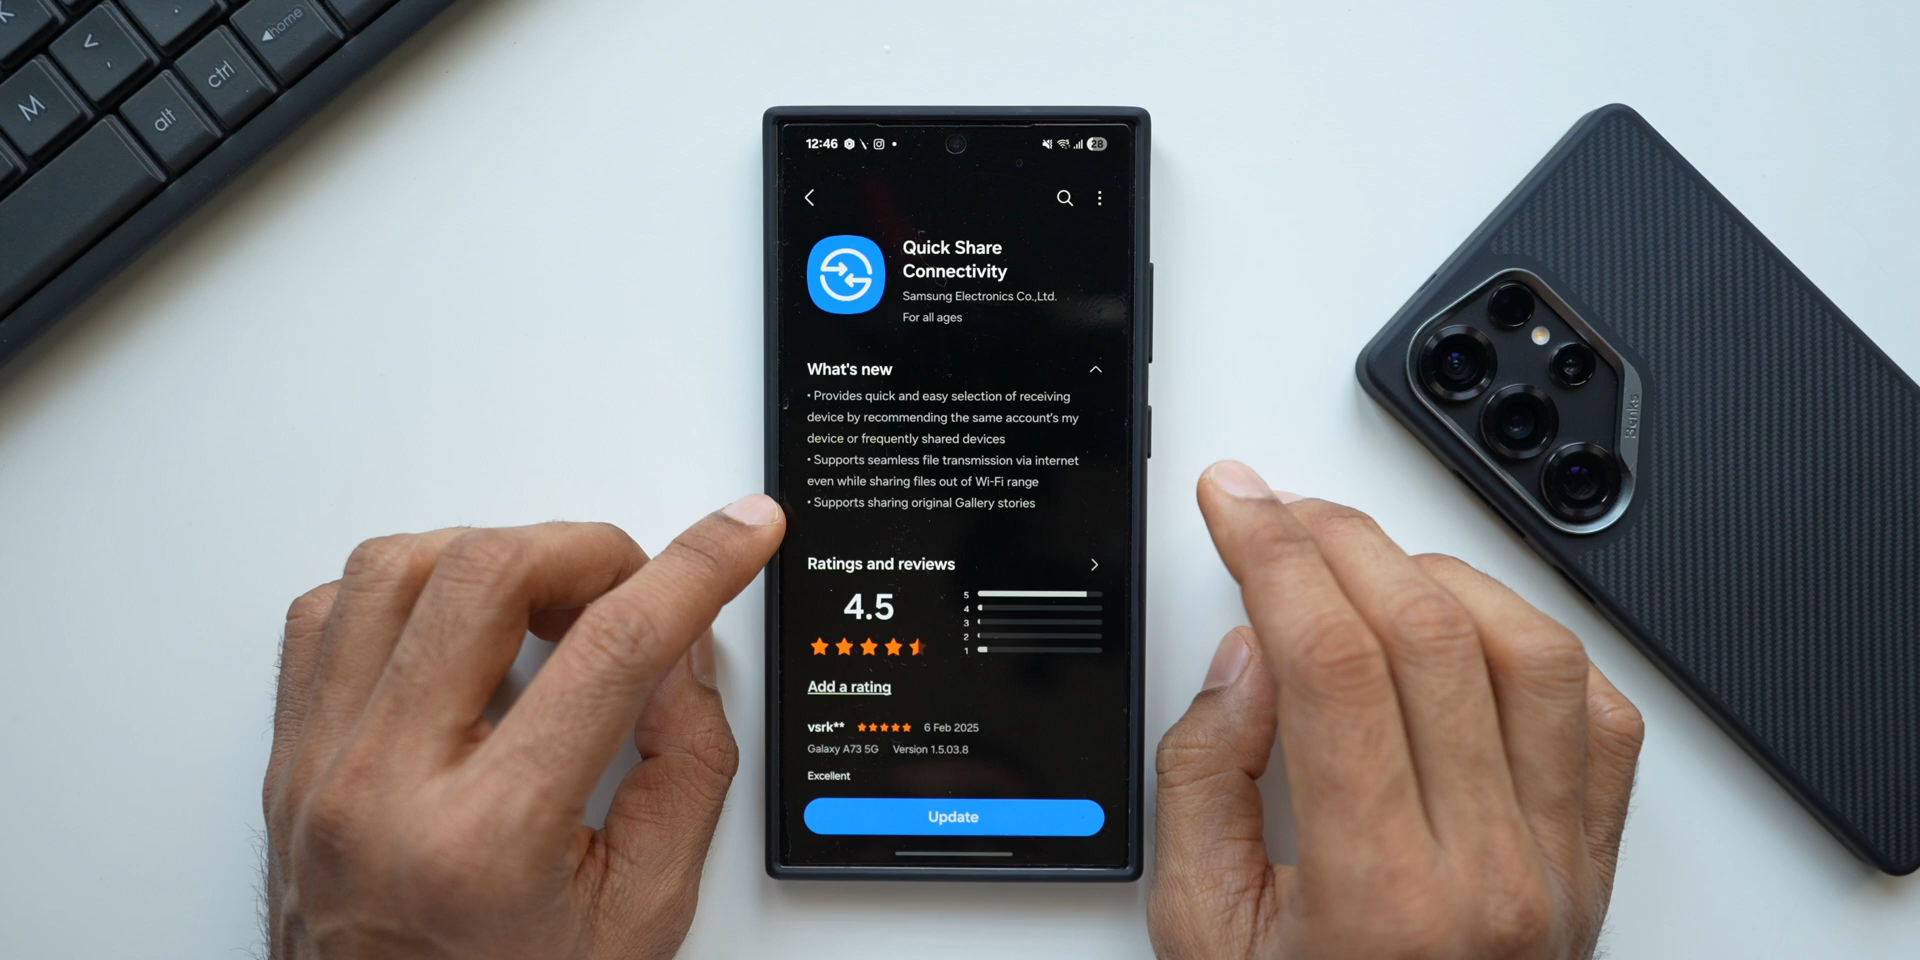 K
<
,
M
alt
ctrl
◀home
12:46
28
Quick Share
Connectivity
Samsung Electronics Co.,Ltd.
For all ages
What's new
• Provides quick and easy selection of receiving
device by recommending the same account's my
device or frequently shared devices
• Supports seamless file transmission via internet
even while sharing files out of Wi-Fi range
• Supports sharing original Gallery stories
Ratings and reviews
4.5
5
4
3
2
1
Add a rating
vsrk** ★★★★★ 6 Feb 2025
Galaxy A73 5G Version 1.5.03.8
Excellent
Update
Benks